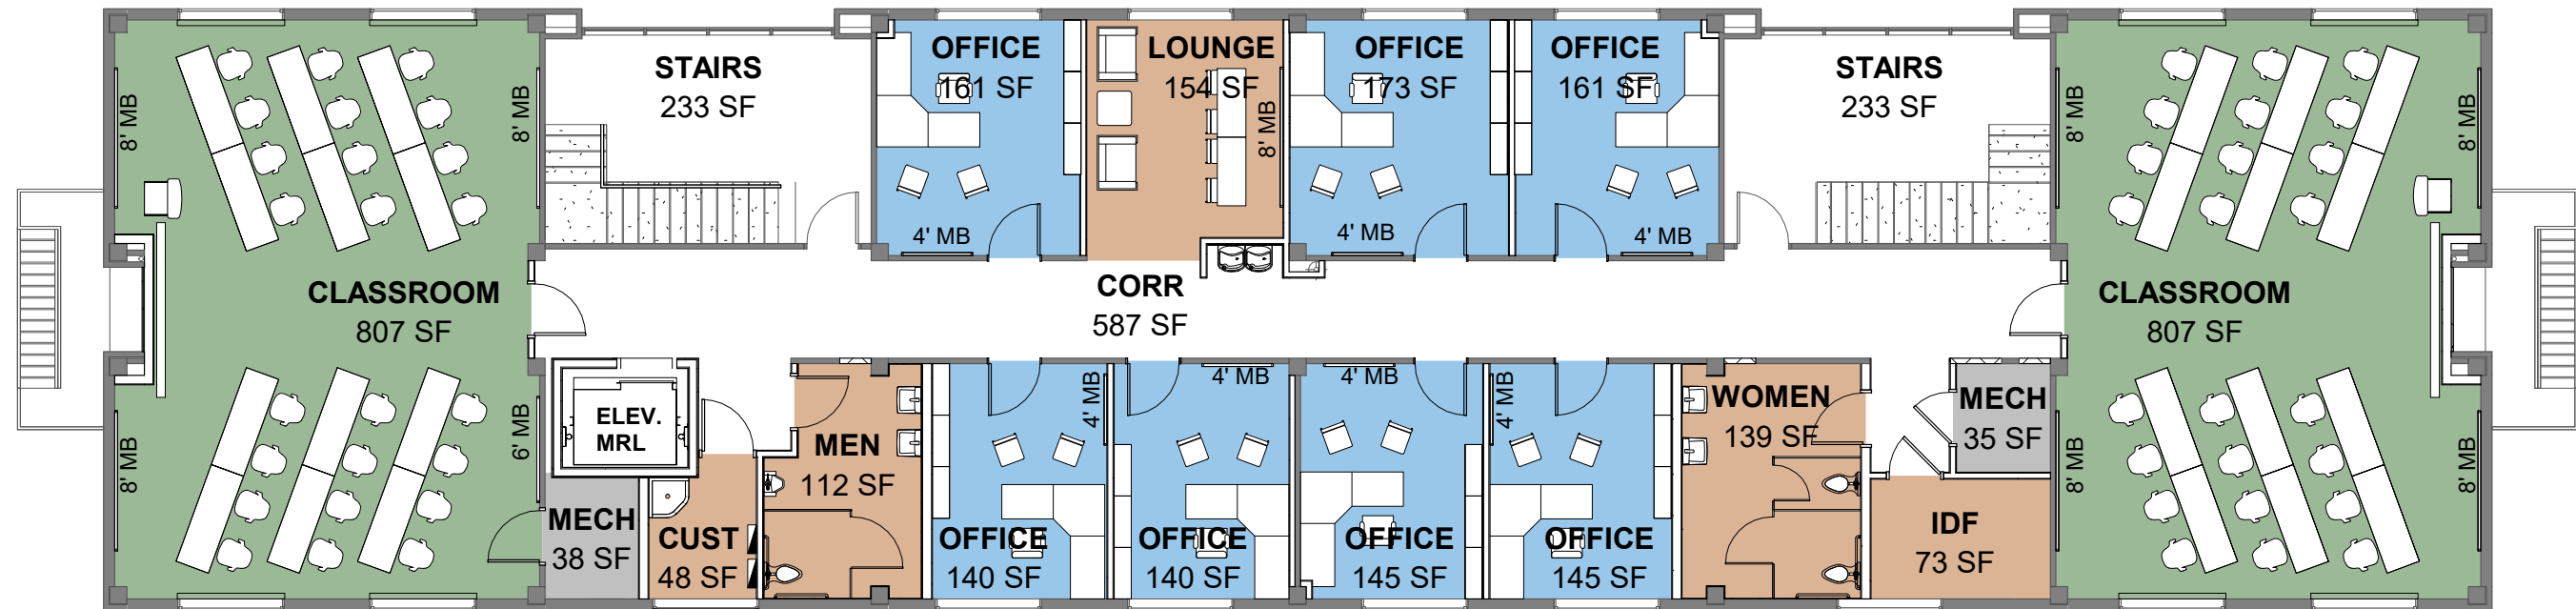 OFFICE
161 SF
LOUNGE
154 SF
OFFICE
173 SF
OFFICE
161 SF
STAIRS
233 SF
STAIRS
233 SF
8' MB
8' MB
8' MB
8' MB
8' MB
4' MB
4' MB
4' MB
CLASSROOM
807 SF
CORR
587 SF
CLASSROOM
807 SF
4' MB
4' MB
4' MB
4' MB
ELEV.
MRL
MEN
112 SF
WOMEN
139 SF
MECH
35 SF
8' MB
6' MB
8' MB
8' MB
MECH
38 SF
CUST
48 SF
OFFICE
140 SF
OFFICE
140 SF
OFFICE
145 SF
OFFICE
145 SF
IDF
73 SF